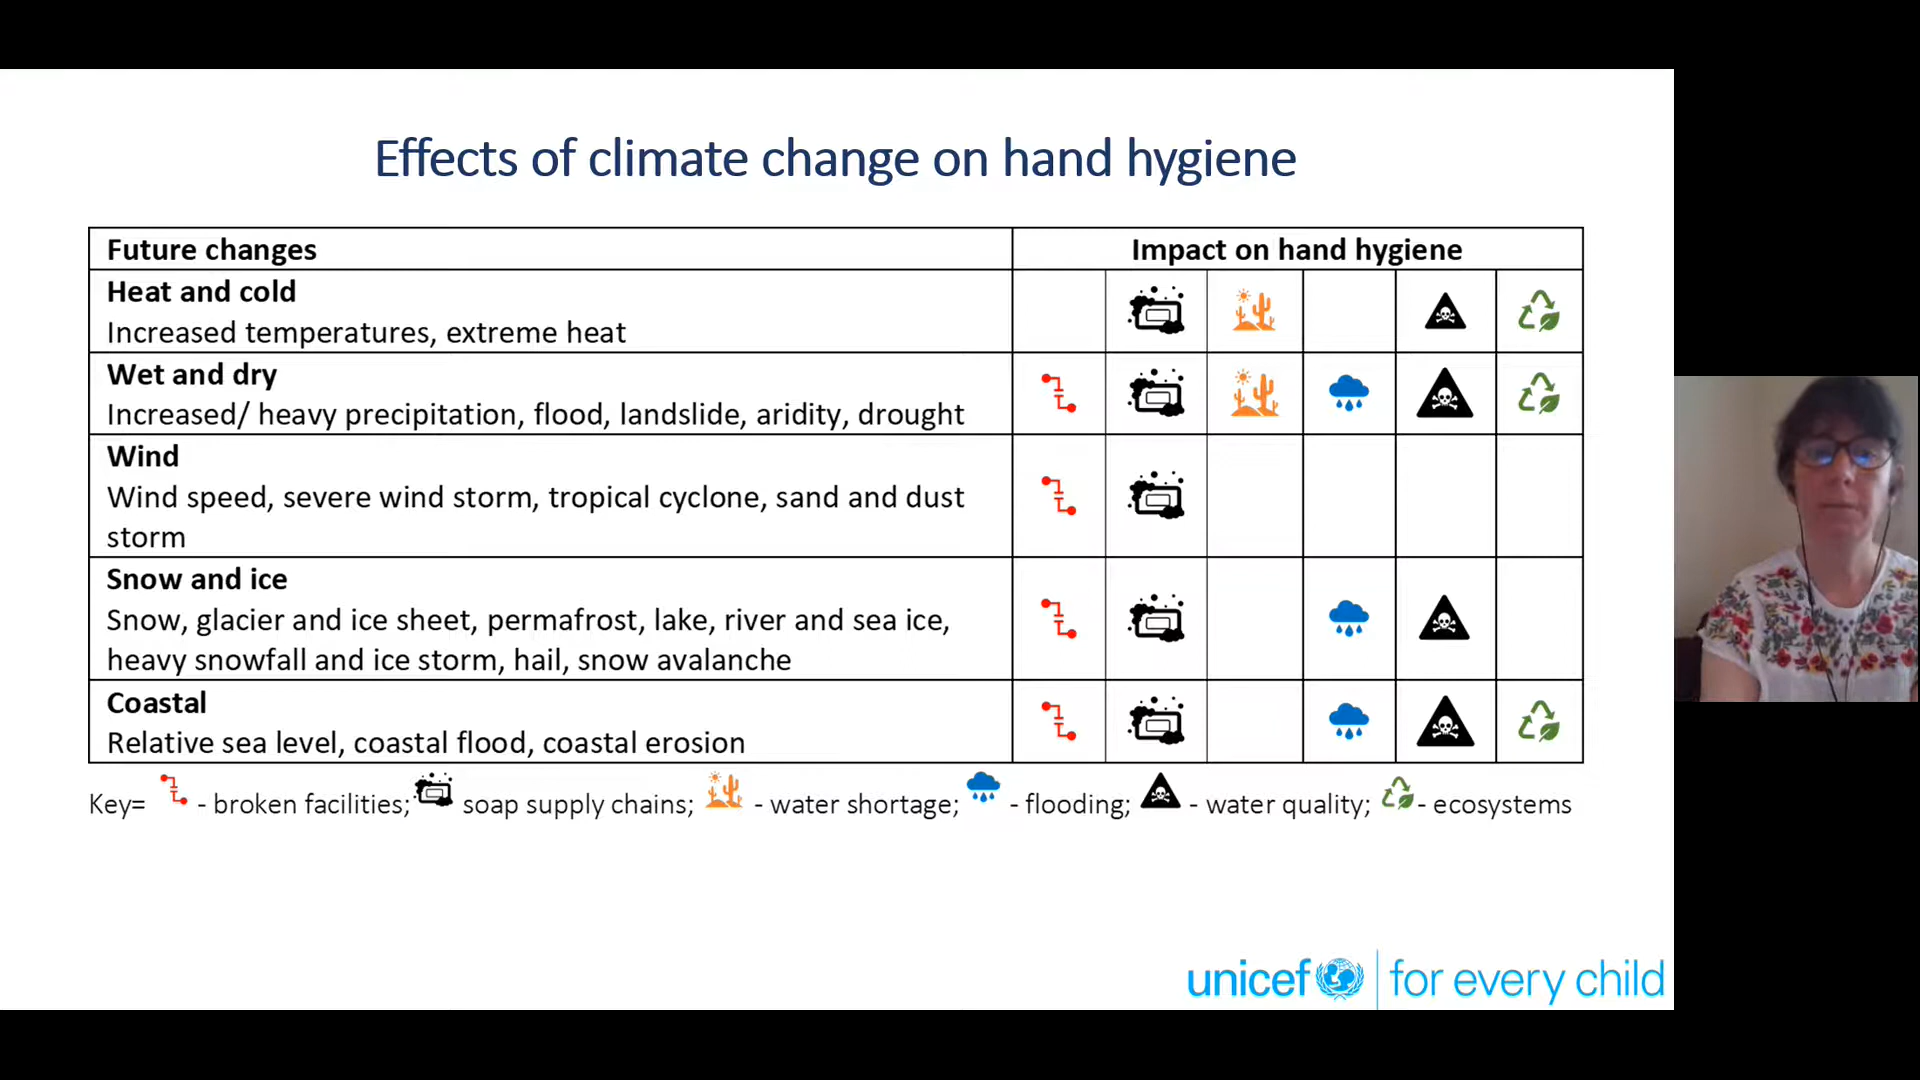 Effects of climate change on hand hygiene
Future changes
Impact on hand hygiene
Heat and cold
Increased temperatures, extreme heat
Wet and dry
Increased/ heavy precipitation, flood, landslide, aridity, drought
Wind
Wind speed, severe wind storm, tropical cyclone, sand and dust
storm
Snow and ice
Snow, glacier and ice sheet, permafrost, lake, river and sea ice,
heavy snowfall and ice storm, hail, snow avalanche
Coastal
Relative sea level, coastal flood, coastal erosion
Key= - broken facilities; soap supply chains; - water shortage; - flooding; - water quality; - ecosystems
unicef for every child